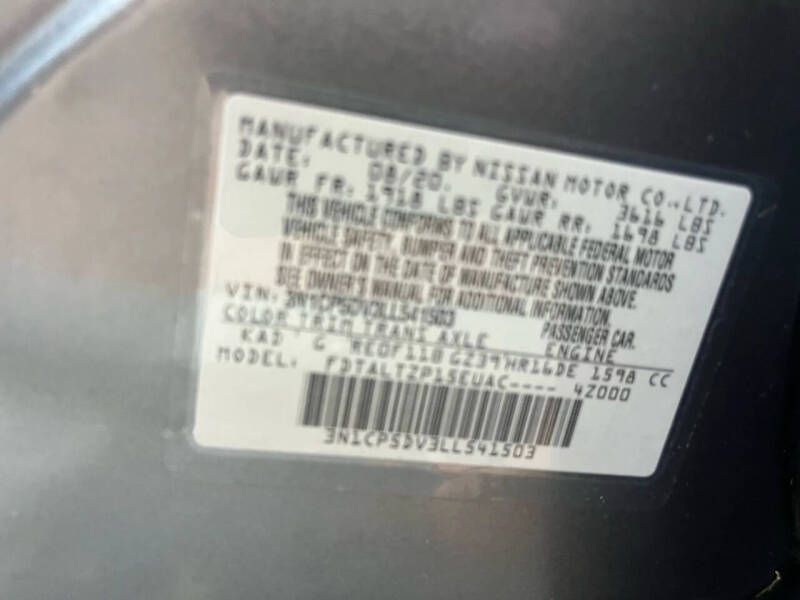 MANUFACTURED BY NISSAN MOTOR CO.,LTD.
DATE: 08/20. GVWR: 3616 LBS
GAWR FR: 1918 LBS GAWR RR: 1698 LBS
THIS VEHICLE CONFORMS TO ALL APPLICABLE FEDERAL MOTOR
VEHICLE SAFETY, BUMPER AND THEFT PREVENTION STANDARDS
IN EFFECT ON THE DATE OF MANUFACTURE SHOWN ABOVE.
SEE OWNER'S MANUAL FOR ADDITIONAL INFORMATION.
VIN: 3N1CP5DV3LL541503 PASSENGER CAR.
COLOR TRIM TRANS AXLE ENGINE
KAD G RE0F11B GZ39 HR16DE 1598 CC
MODEL: FDTALTZP15EUAC---- 4Z000
3N1CP5DV3LL541503